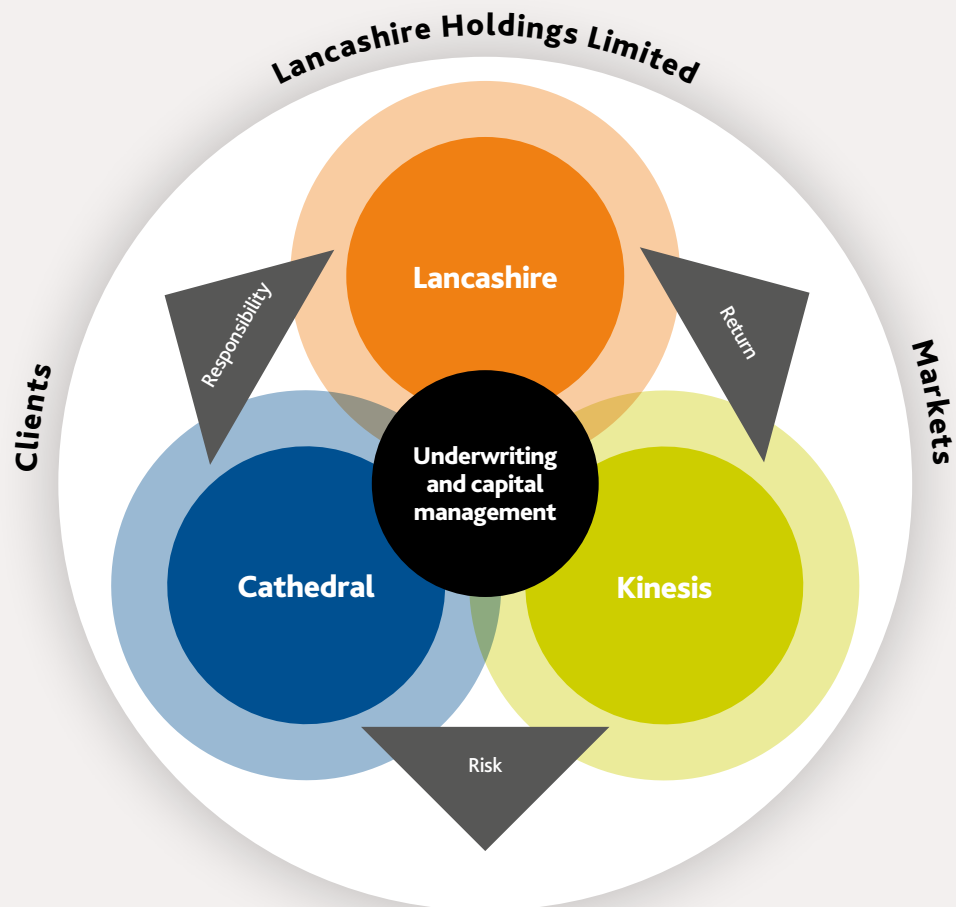 Lancashire Holdings Limited
Lancashire
Responsibility
Return
Clients
Markets
Underwriting
and capital
management
Cathedral
Kinesis
Risk